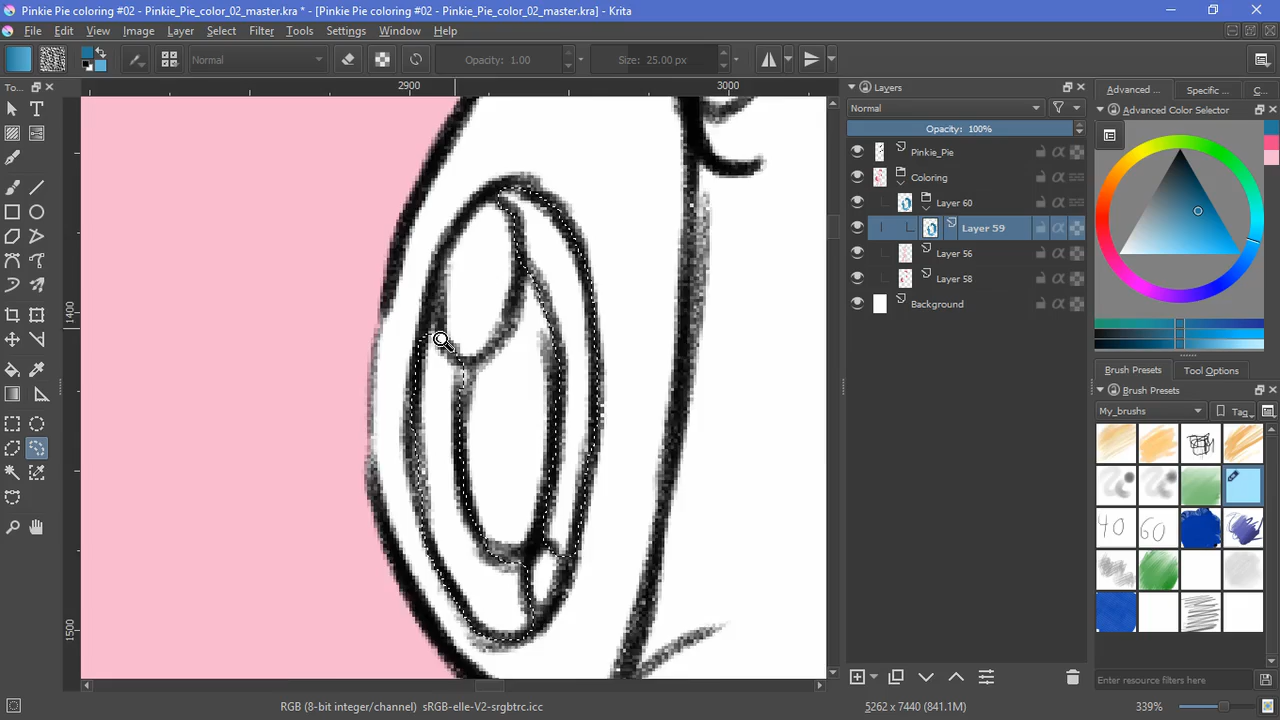 Pinkie Pie coloring #02 - Pinkie_Pie_color_02_master.kra * - [Pinkie Pie coloring #02 - Pinkie_Pie_color_02_master.kra] - Krita
File Edit View Image Layer Select Filter Tools Settings Window Help
Normal
Opacity: 1.00
Size: 25.00 px
To...
2900
3000
1400
1500
Layers
Normal
Opacity: 100%
Pinkie_Pie
Coloring
Layer 60
Layer 59
Layer 56
Layer 58
Background
Advanced ...
Specific ...
C...
Advanced Color Selector
Brush Presets
Tool Options
Brush Presets
My_brushes
Tag
40
60
Enter resource filters here
RGB (8-bit integer/channel) sRGB-elle-V2-srgbtrc.icc
5262 x 7440 (841.1M)
339%